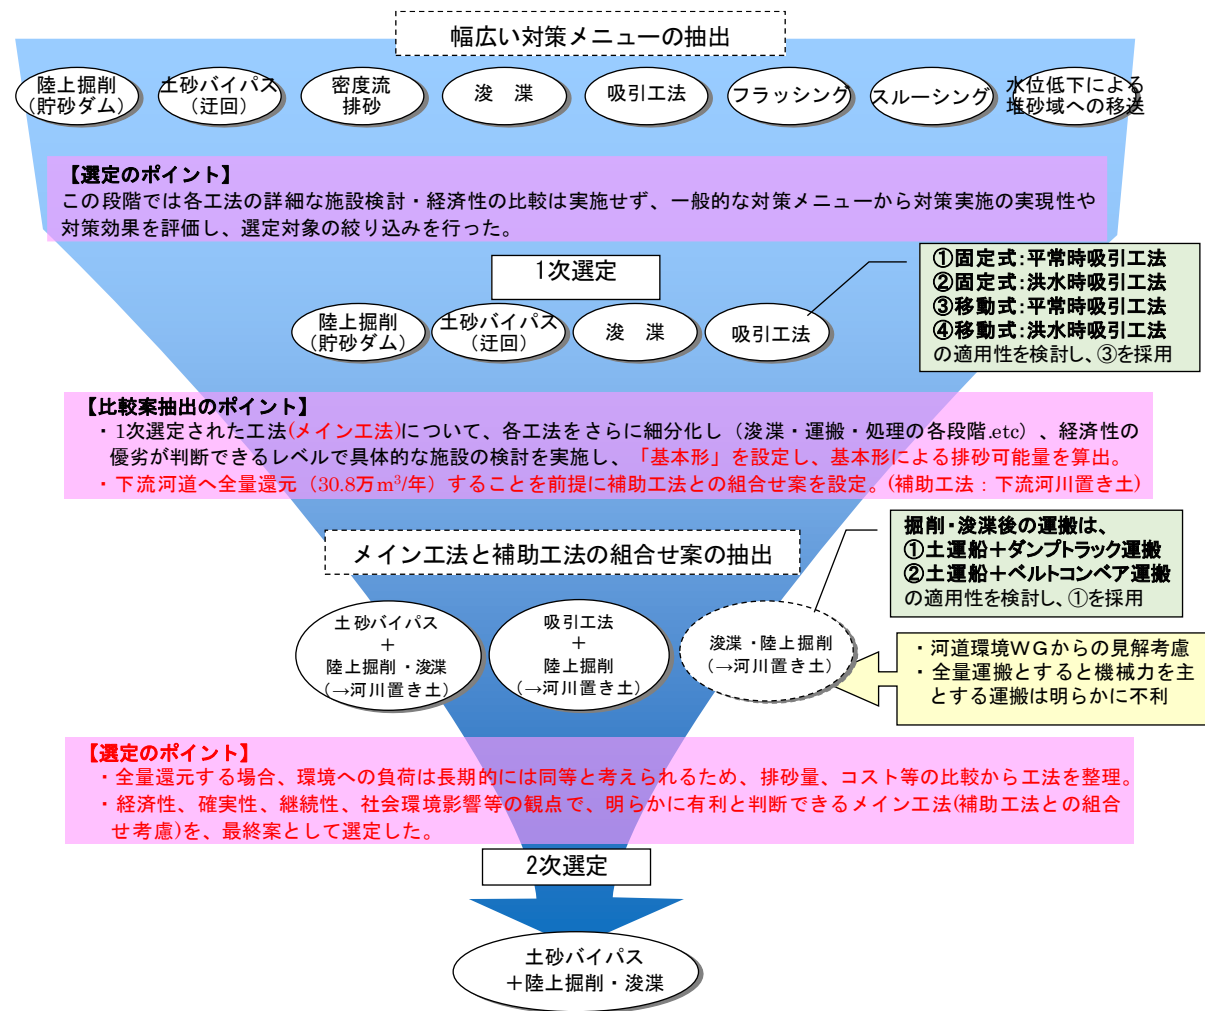 幅広い対策メニューの抽出
陸上掘削
(貯砂ダム)
土砂バイパス
(迂回)
密度流
排砂
浚　渫
吸引工法
フラッシング
スルーシング
水位低下による
堆砂域への移送
【選定のポイント】
この段階では各工法の詳細な施設検討・経済性の比較は実施せず、一般的な対策メニューから対策実施の実現性や
対策効果を評価し、選定対象の絞り込みを行った。
1次選定
①固定式:平常時吸引工法
②固定式:洪水時吸引工法
③移動式:平常時吸引工法
④移動式:洪水時吸引工法
の適用性を検討し、③を採用
陸上掘削
(貯砂ダム)
土砂バイパス
(迂回)
浚　渫
吸引工法
【比較案抽出のポイント】
・1次選定された工法(メイン工法)について、各工法をさらに細分化し（浚渫・運搬・処理の各段階.etc）、経済性の
優劣が判断できるレベルで具体的な施設の検討を実施し、「基本形」を設定し、基本形による排砂可能量を算出。
・下流河道へ全量還元（30.8万m³/年）することを前提に補助工法との組合せ案を設定。(補助工法：下流河川置き土)
メイン工法と補助工法の組合せ案の抽出
掘削・浚渫後の運搬は、
①土運船＋ダンプトラック運搬
②土運船＋ベルトコンベア運搬
の適用性を検討し、①を採用
土砂バイパス
＋
陸上掘削・浚渫
(→河川置き土)
吸引工法
＋
陸上掘削
(→河川置き土)
浚渫・陸上掘削
(→河川置き土)
・河道環境WGからの見解考慮
・全量運搬とすると機械力を主
とする運搬は明らかに不利
【選定のポイント】
・全量還元する場合、環境への負荷は長期的には同等と考えられるため、排砂量、コスト等の比較から工法を整理。
・経済性、確実性、継続性、社会環境影響等の観点で、明らかに有利と判断できるメイン工法(補助工法との組合
せ考慮)を、最終案として選定した。
2次選定
土砂バイパス
＋陸上掘削・浚渫